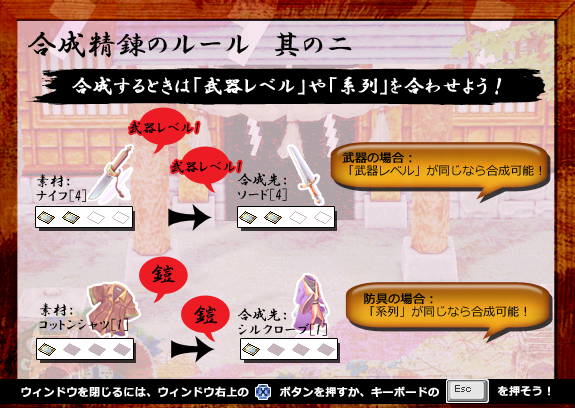 合成精錬のルール 其の二
合成するときは「武器レベル」や「系列」を合わせよう！
武器レベル1
武器レベル1
素材：
ナイフ[4]
合成先：
ソード[4]
武器の場合：
「武器レベル」が同じなら合成可能！
鎧
鎧
素材：
コットンシャツ[1]
合成先：
シルクローブ[1]
防具の場合：
「系列」が同じなら合成可能！
ウィンドウを閉じるには、ウィンドウ右上の ボタンを押すか、キーボードの Esc を押そう！